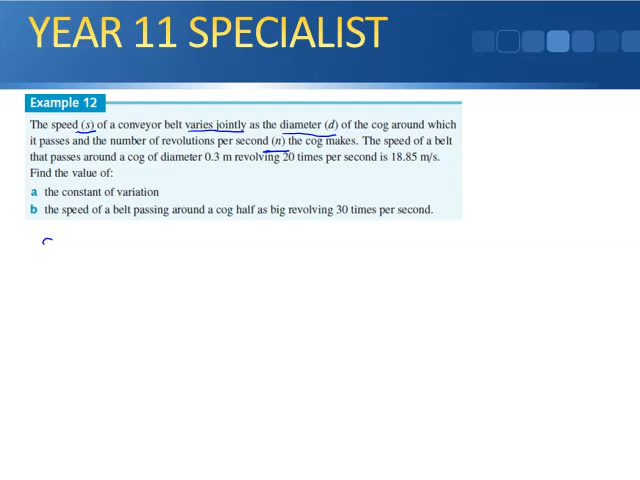 YEAR 11 SPECIALIST
Example 12
The speed (s) of a conveyor belt varies jointly as the diameter (d) of the cog around which
it passes and the number of revolutions per second (n) the cog makes. The speed of a belt
that passes around a cog of diameter 0.3 m revolving 20 times per second is 18.85 m/s.
Find the value of:
a the constant of variation
b the speed of a belt passing around a cog half as big revolving 30 times per second.